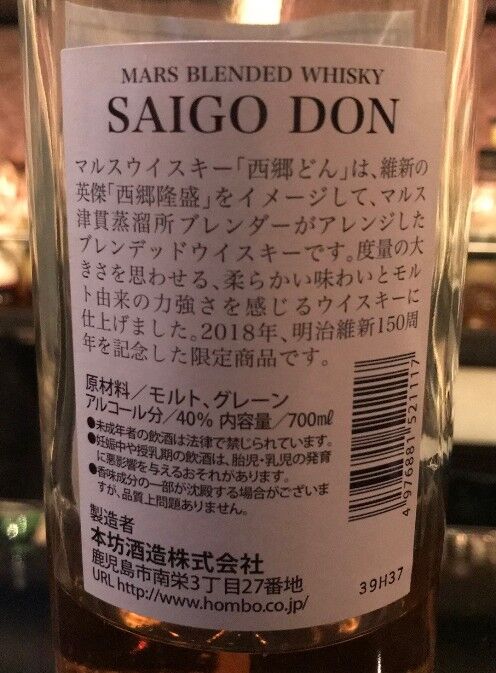 MARS BLENDED WHISKY
SAIGO DON
マルスウイスキー「西郷どん」は、維新の
英傑「西郷隆盛」をイメージして、マルス
津貫蒸溜所ブレンダーがアレンジした
ブレンデッドウイスキーです。度量の大
きさを思わせる、柔らかい味わいとモル
ト由来の力強さを感じるウイスキーに
仕上げました。2018年、明治維新150周
年を記念した限定商品です。
原材料／モルト、グレーン
アルコール分／40% 内容量／700㎖
●未成年者の飲酒は法律で禁じられています。
●妊娠中や授乳期の飲酒は、胎児・乳児の発育
に悪影響を与えるおそれがあります。
●香味成分の一部が沈殿する場合がございま
すが、品質上問題ありません。
製造者
本坊酒造株式会社
鹿児島市南栄3丁目27番地
URL http://www.hombo.co.jp/
4 976881 521117
39H37